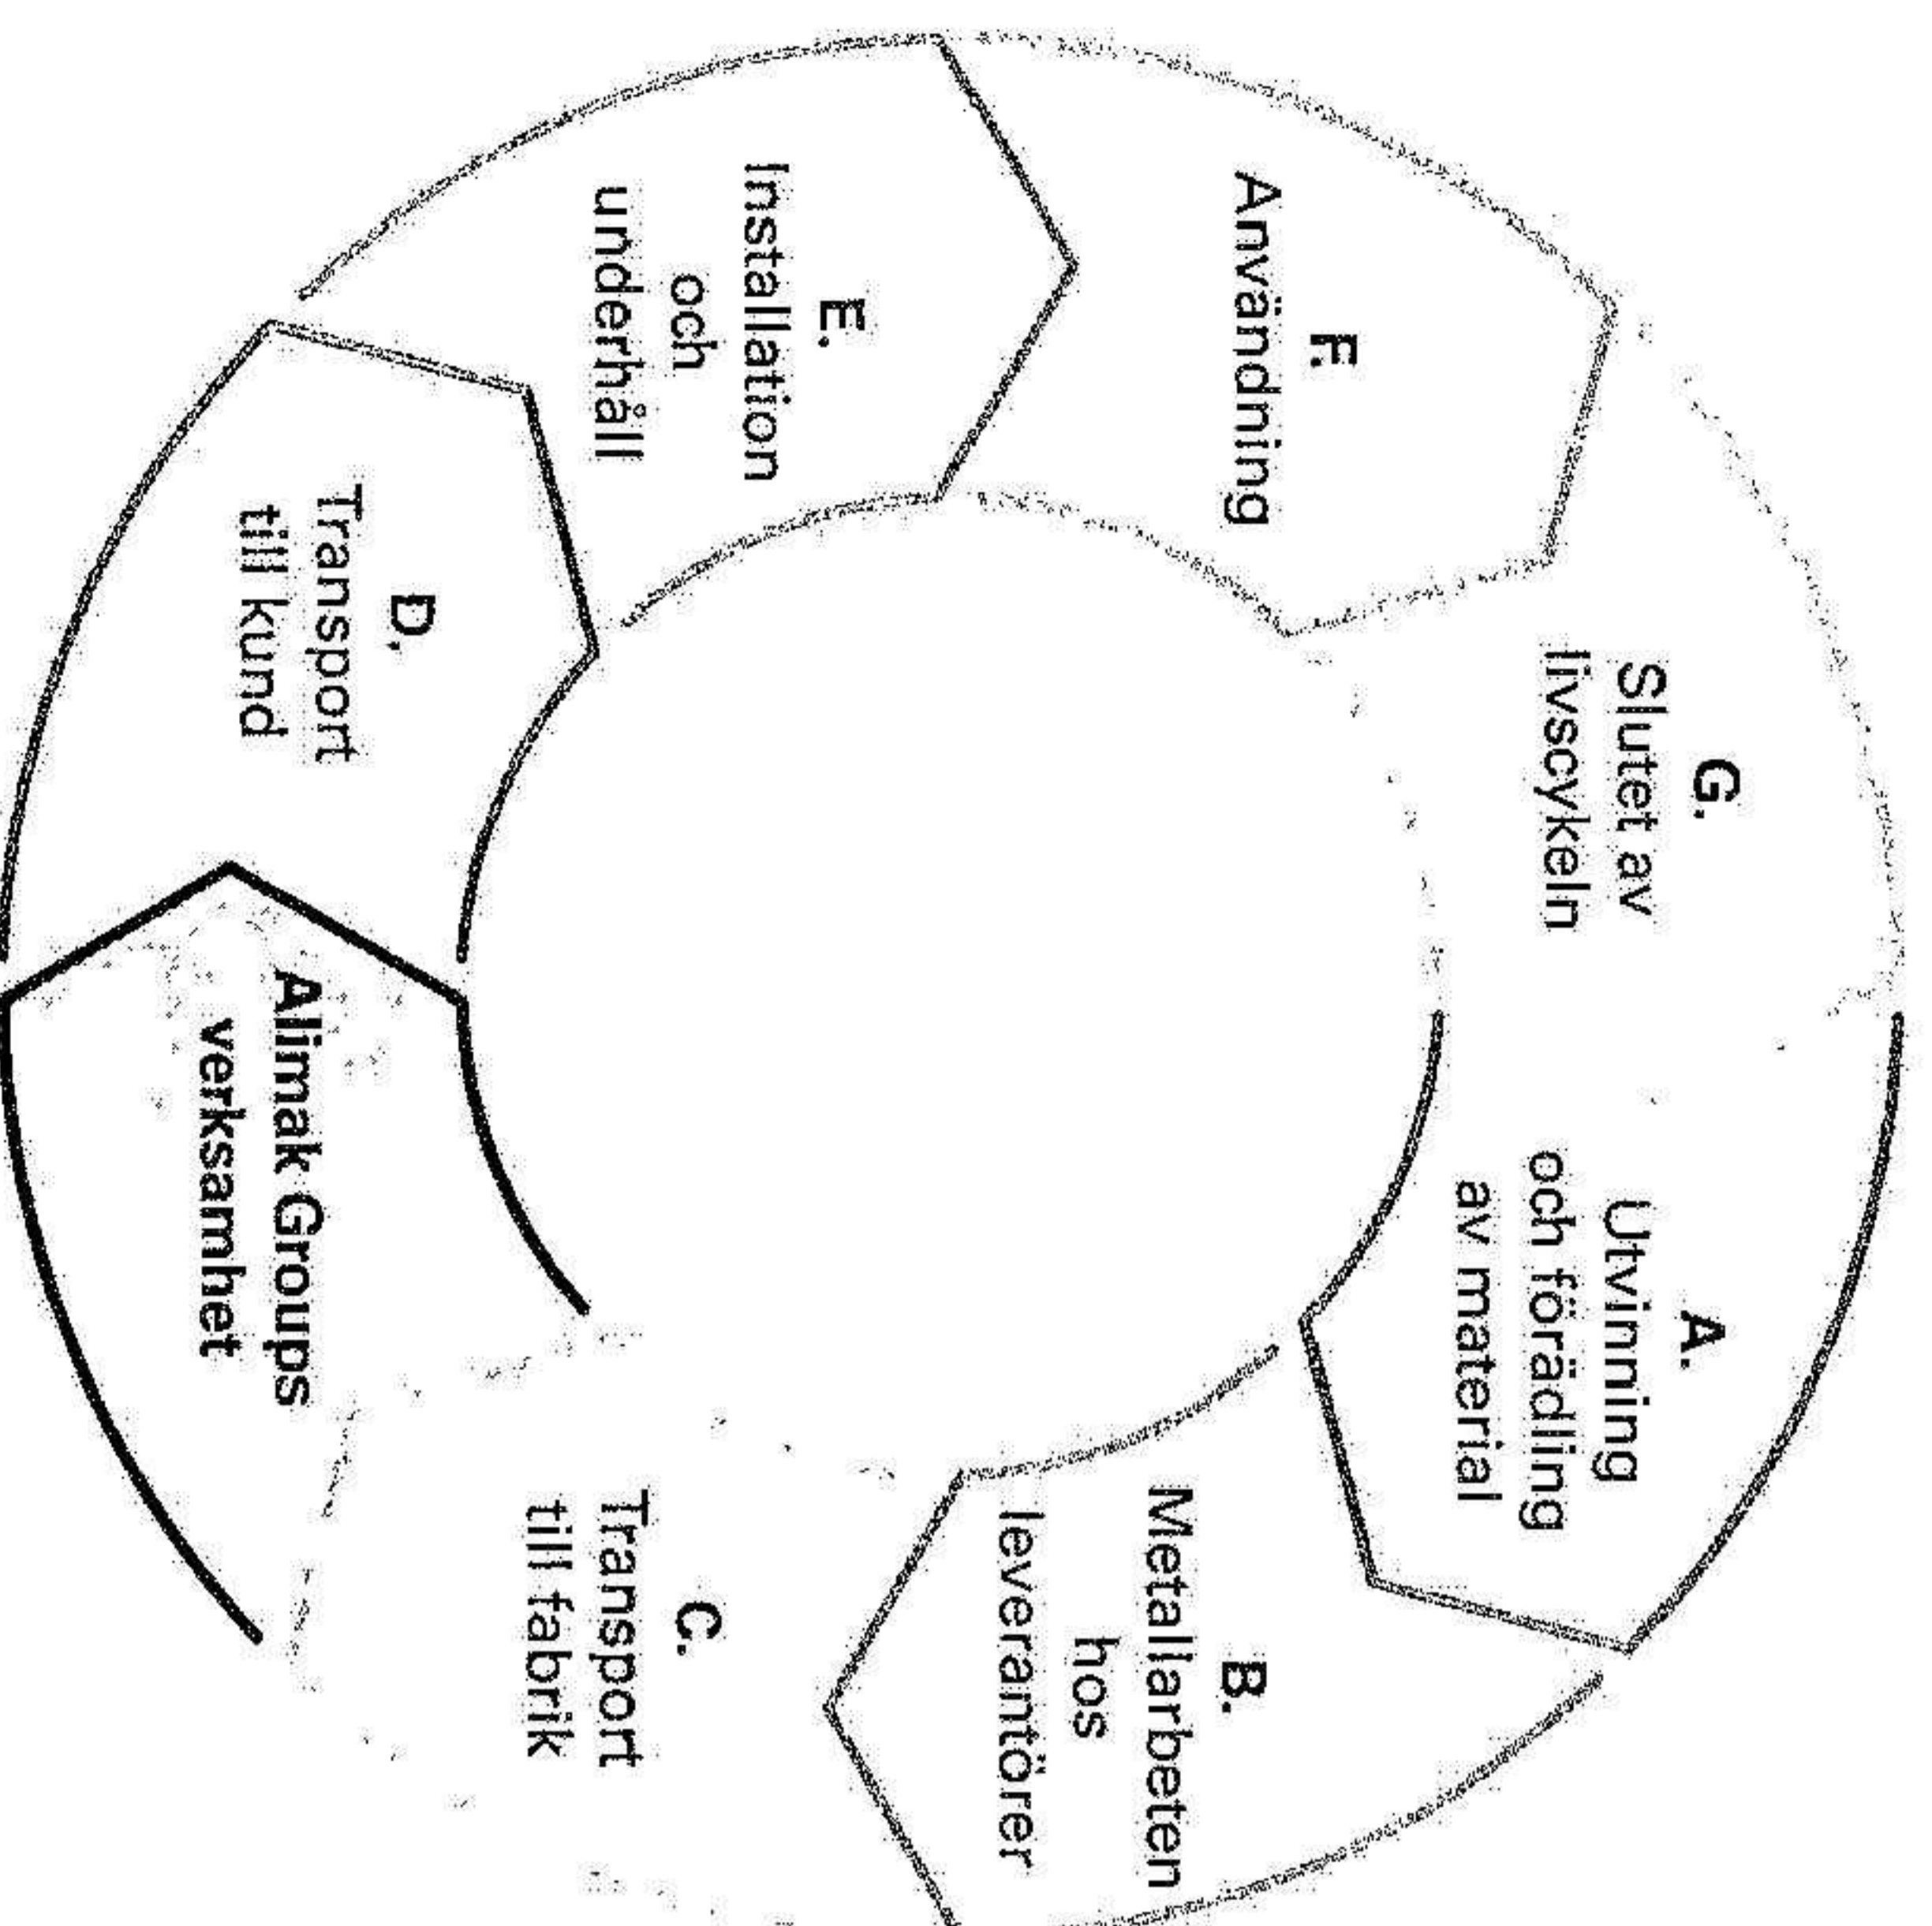 A.
Utvinning
och förädling
av material
B.
Metallarbeten
hos
leverantörer
C.
Transport
till fabrik
Alimak Groups
verksamhet
D.
Transport
till kund
E.
Installation
och
underhåll
F.
Användning
G.
Slutet av
livscykeln